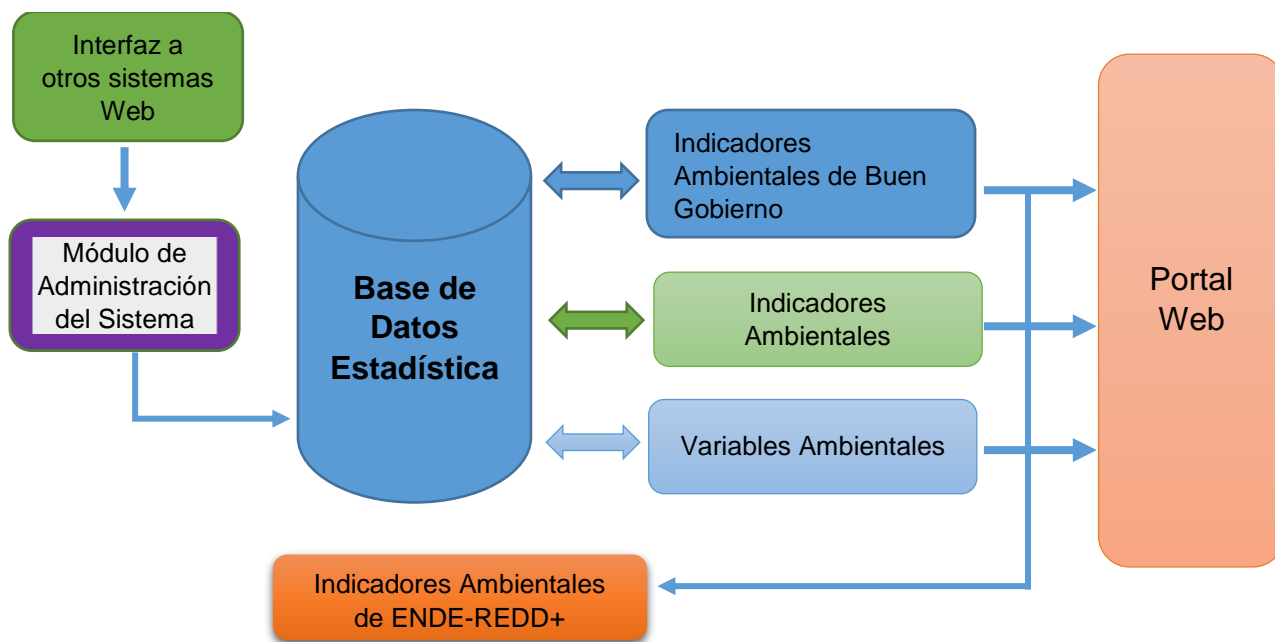 Interfaz a
otros sistemas
Web
Módulo de
Administración
del Sistema
Base de
Datos
Estadística
Indicadores
Ambientales de Buen
Gobierno
Indicadores
Ambientales
Variables Ambientales
Portal
Web
Indicadores Ambientales
de ENDE-REDD+